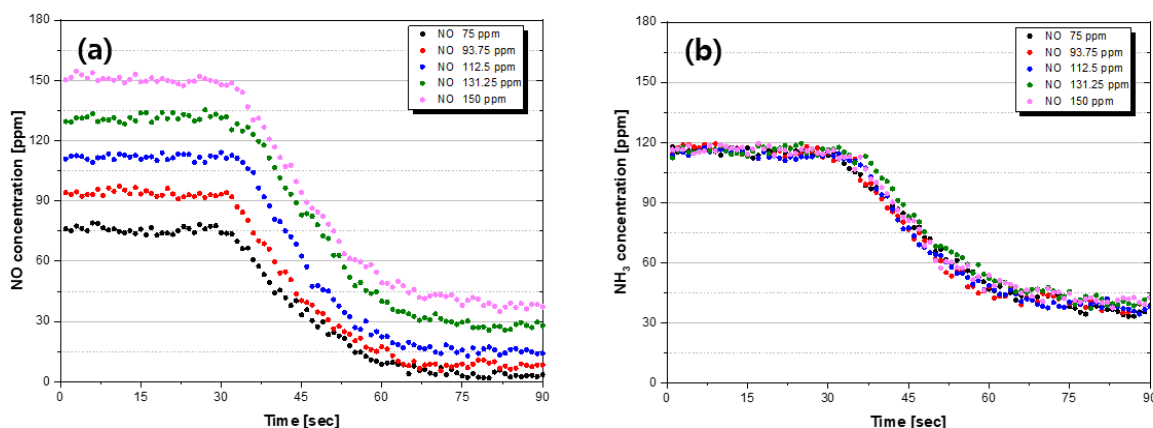 (a)
NO 75 ppm
NO 93.75 ppm
NO 112.5 ppm
NO 131.25 ppm
NO 150 ppm
NO concentration [ppm]
180
150
120
90
60
30
0
0 15 30 45 60 75 90
Time [sec]
(b)
NO 75 ppm
NO 93.75 ppm
NO 112.5 ppm
NO 131.25 ppm
NO 150 ppm
NH₃ concentration [ppm]
180
150
120
90
60
30
0
0 15 30 45 60 75 90
Time [sec]